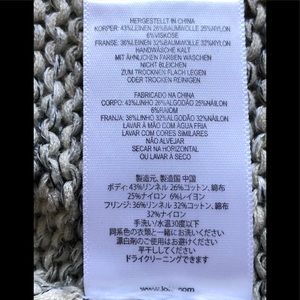 HERGESTELLT IN CHINA
KÖRPER: 43%LEINEN 26%BAUMWOLLE 25%NYLON
6%VISKOSE
FRANSE: 36%LEINEN 32%BAUMWOLLE 32%NYLON
HANDWÄSCHE KALT
MIT ÄHNLICHEN FARBEN WASCHEN
NICHT BLEICHEN
ZUM TROCKNEN FLACH LEGEN
ODER TROCKEN REINIGEN
FABRICADO NA CHINA
CORPO: 43%LINHO 26%ALGODÃO 25%NÁILON
6%RAIOM
FRANJA: 36%LINHO 32%ALGODÃO 32%NÁILON
LAVAR À MÃO COM ÁGUA FRIA
LAVAR COM CORES SIMILARES
NÃO ALVEJAR
SECAR NA HORIZONTAL
OU LAVAR À SECO
製造元、製造国 中国
ボディ: 43%リンネル 26%コットン、綿布
25%ナイロン 6%レイヨン
フリンジ: 36%リンネル 32%コットン、綿布
32%ナイロン
手洗い/水温30度以下
同系色の衣類と一緒にお洗いください
漂白剤のご使用はお避けください
平干ししてください
ドライクリーニングできます